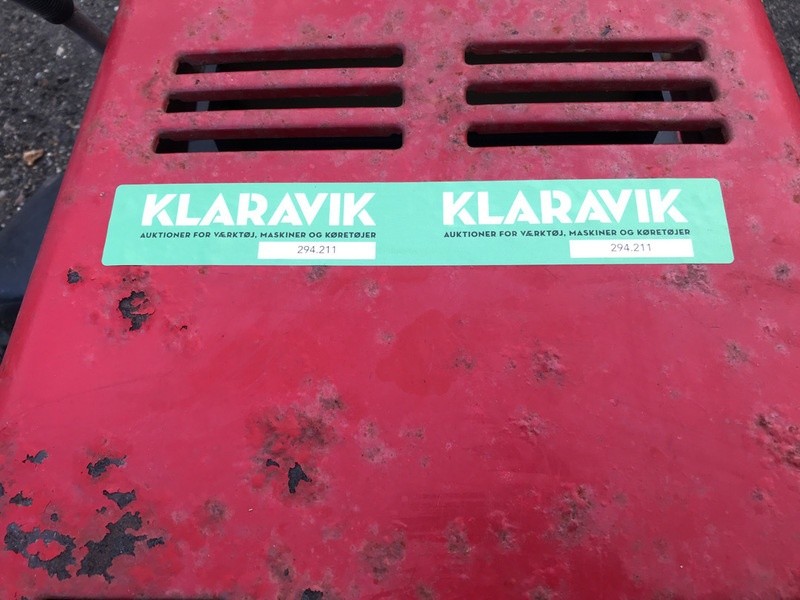 KLARAVIK
AUKTIONER FOR VÆRKTØJ, MASKINER OG KØRETØJER
294.211
KLARAVIK
AUKTIONER FOR VÆRKTØJ, MASKINER OG KØRETØJER
294.211